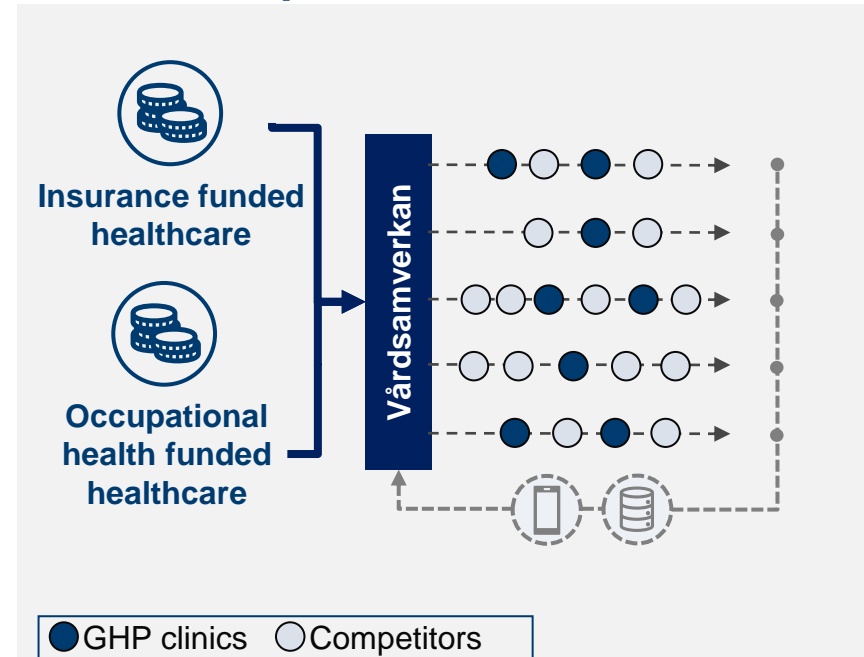 Insurance funded
healthcare
Occupational
health funded
healthcare
Vårdsamverkan
GHP clinics
Competitors